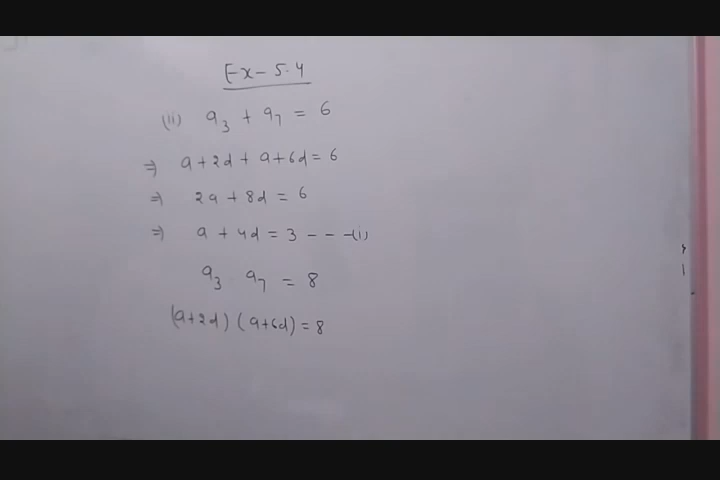 Ex- 5.4
(ii) a₃ + a₇ = 6
⇒ a + 2d + a + 6d = 6
⇒ 2a + 8d = 6
⇒ a + 4d = 3 - - -(i)
a₃ a₇ = 8
(a+2d) (a+6d) = 8